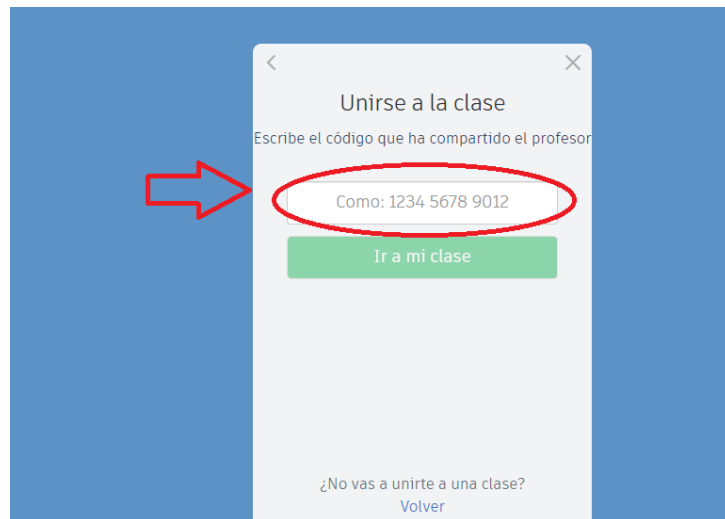 Unirse a la clase
Escribe el código que ha compartido el profesor
Como: 1234 5678 9012
Ir a mi clase
¿No vas a unirte a una clase?
Volver